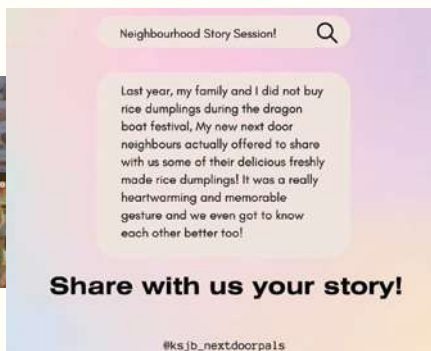 Neighbourhood Story Session!
Last year, my family and I did not buy
rice dumplings during the dragon
boat festival, My new next door
neighbours actually offered to share
with us some of their delicious freshly
made rice dumplings! It was a really
heartwarming and memorable
gesture and we even got to know
each other better too!
Share with us your story!
@ksjb_nextdoorpals